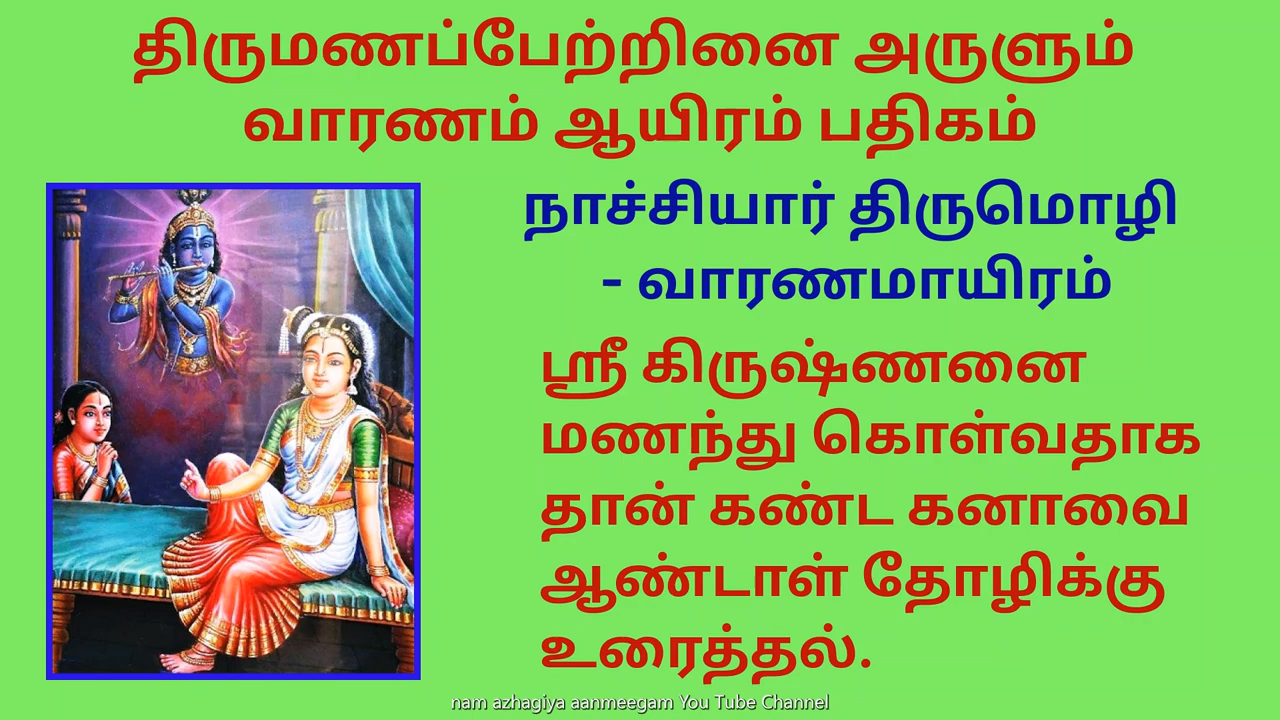 திருமணப்பேற்றினை அருளும்
வாரணம் ஆயிரம் பதிகம்
நாச்சியார் திருமொழி
- வாரணமாயிரம்
ஸ்ரீ கிருஷ்ணனை
மணந்து கொள்வதாக
தான் கண்ட கனாவை
ஆண்டாள் தோழிக்கு
உரைத்தல்.
nam azhagiya aanmeegam You Tube Channel